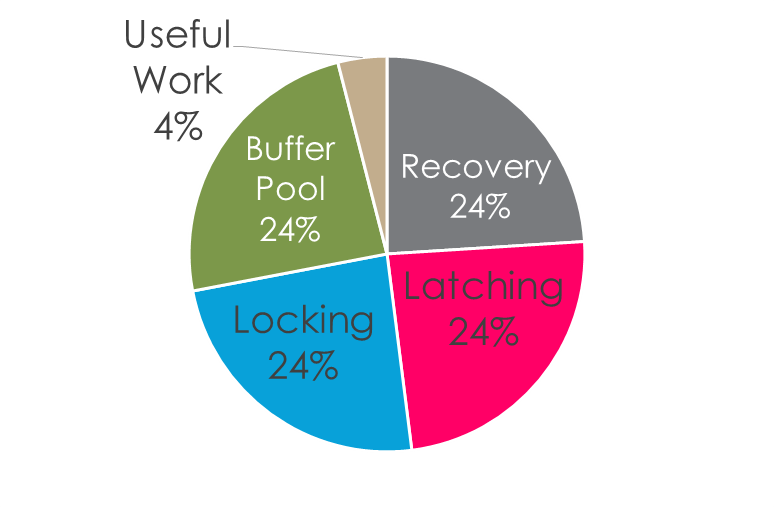 Useful
Work
4%
Buffer
Pool
24%
Recovery
24%
Latching
24%
Locking
24%